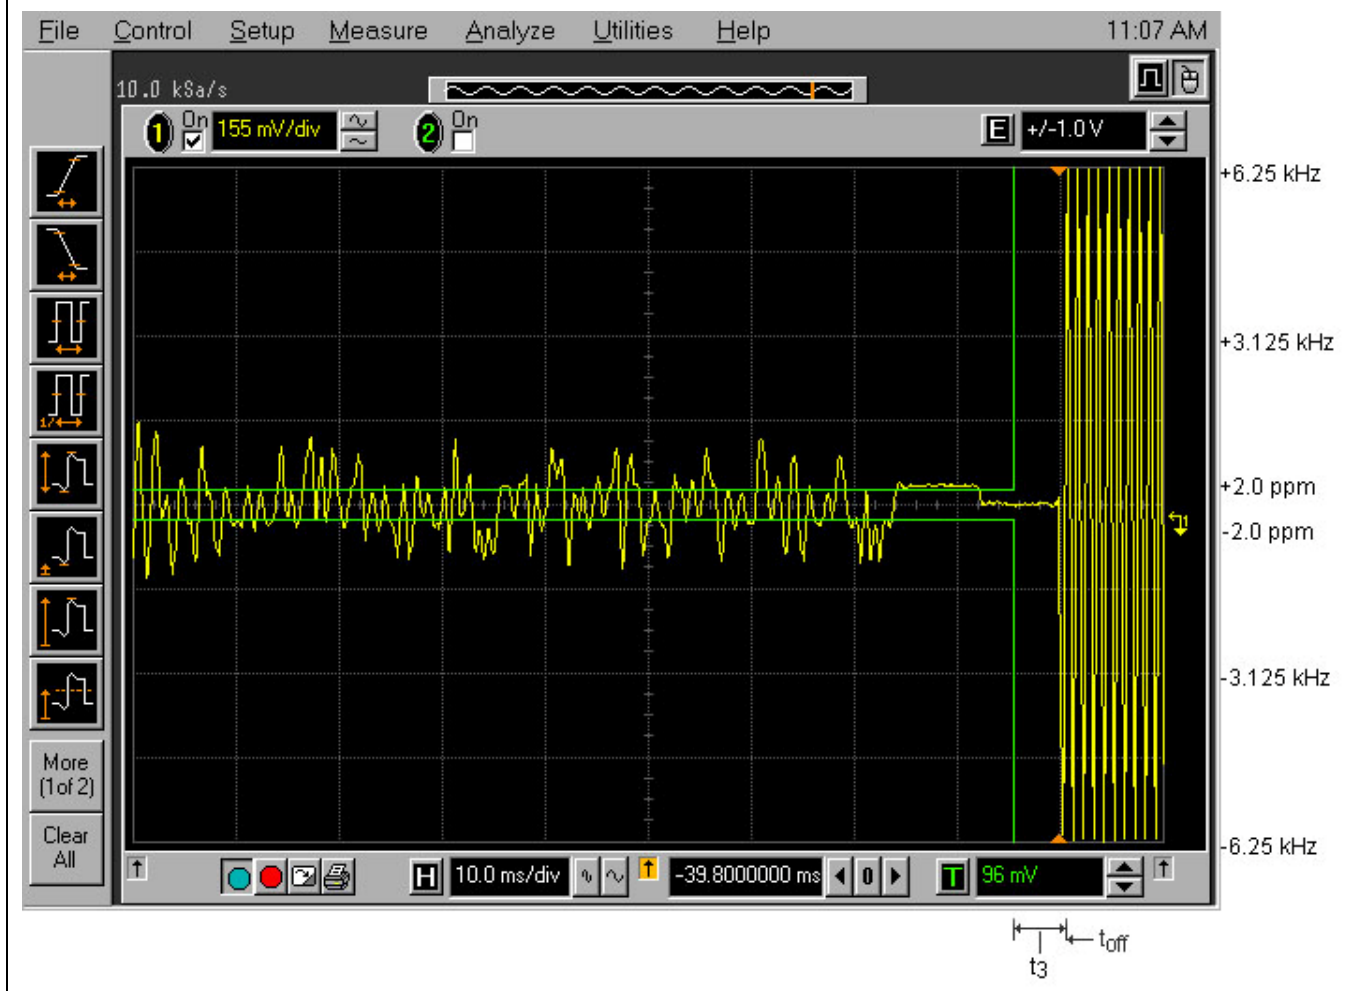 File Control Setup Measure Analyze Utilities Help 11:07 AM
10.0 kSa/s
1 On 155 mV/div 2 On E +/-1.0 V
+6.25 kHz
+3.125 kHz
+2.0 ppm
-2.0 ppm
-3.125 kHz
-6.25 kHz
1/
More
(1of 2)
Clear
All
H 10.0 ms/div -39.8000000 ms 0 T 96 mV
toff
t3